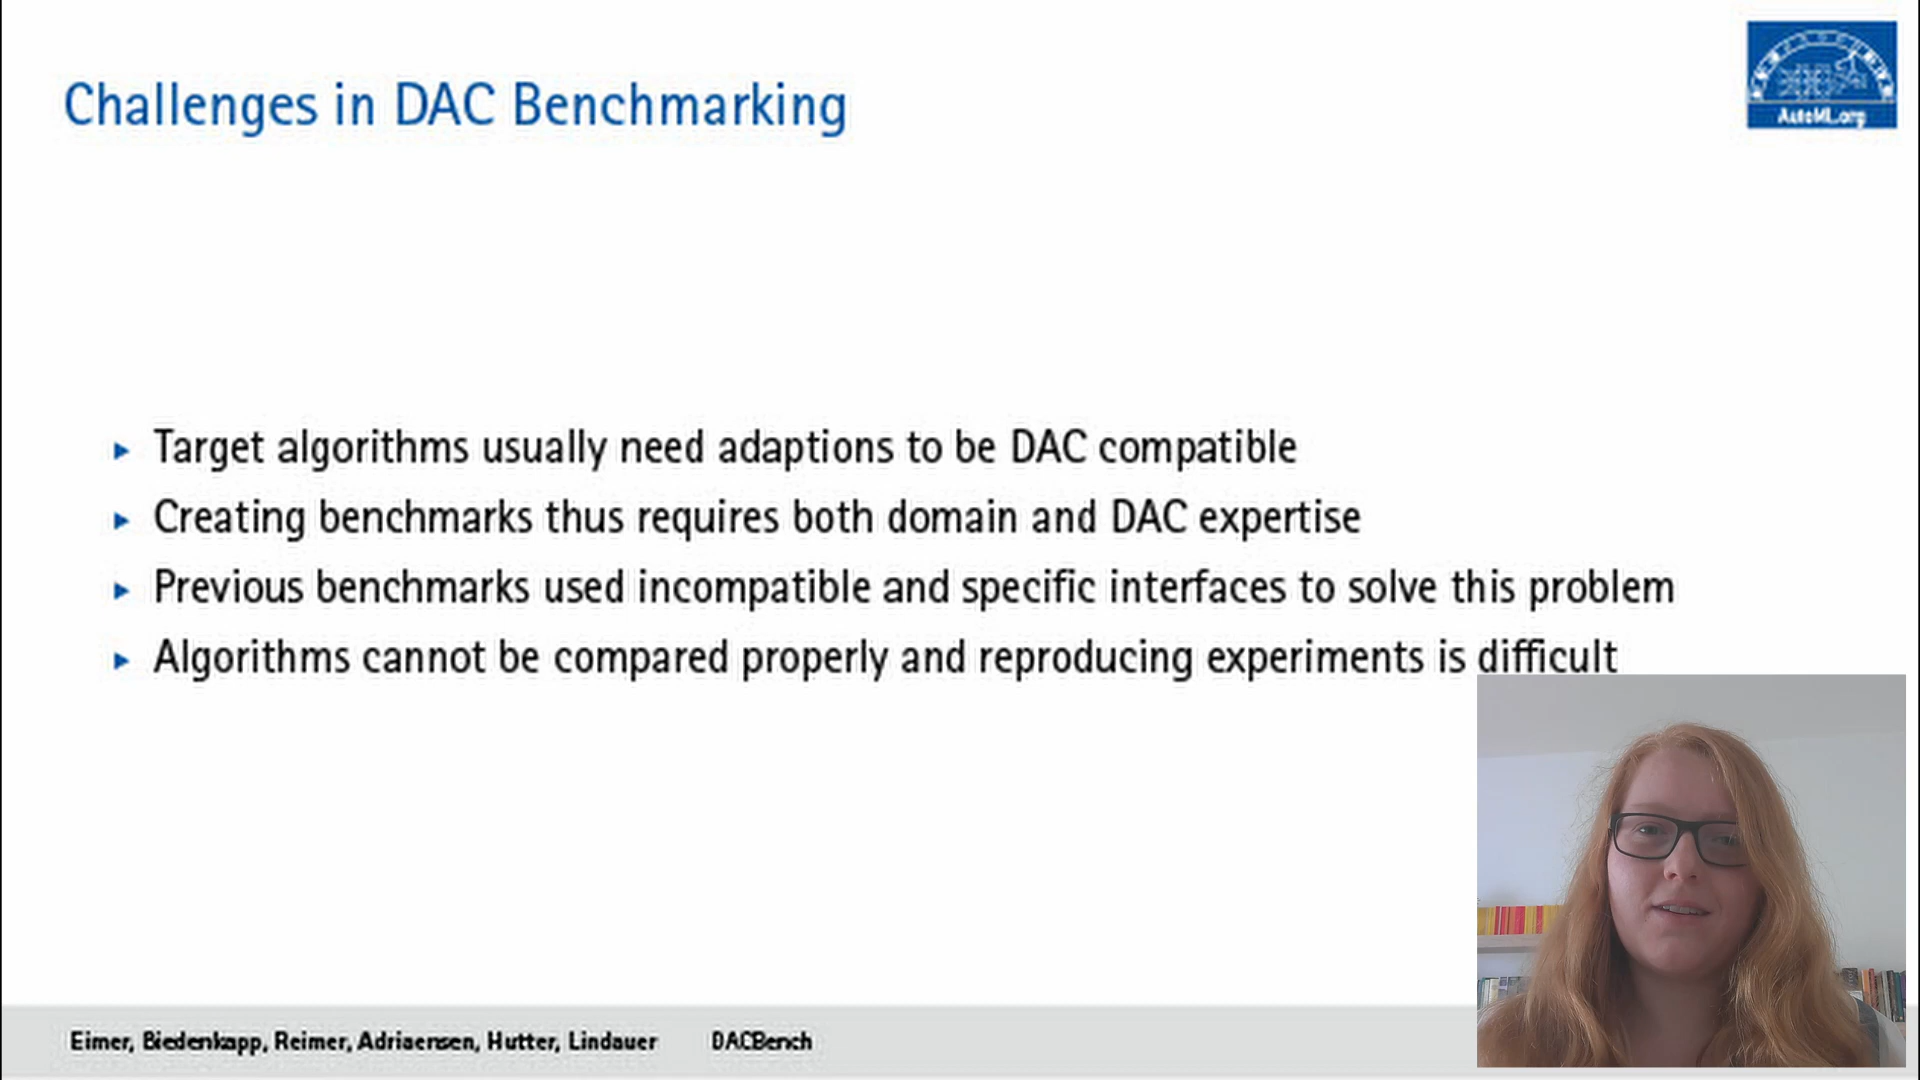 Challenges in DAC Benchmarking
AutoML.org
Target algorithms usually need adaptions to be DAC compatible
Creating benchmarks thus requires both domain and DAC expertise
Previous benchmarks used incompatible and specific interfaces to solve this problem
Algorithms cannot be compared properly and reproducing experiments is difficult
Eimer, Biedenkapp, Reimer, Adriaensen, Hutter, Lindauer DACBench